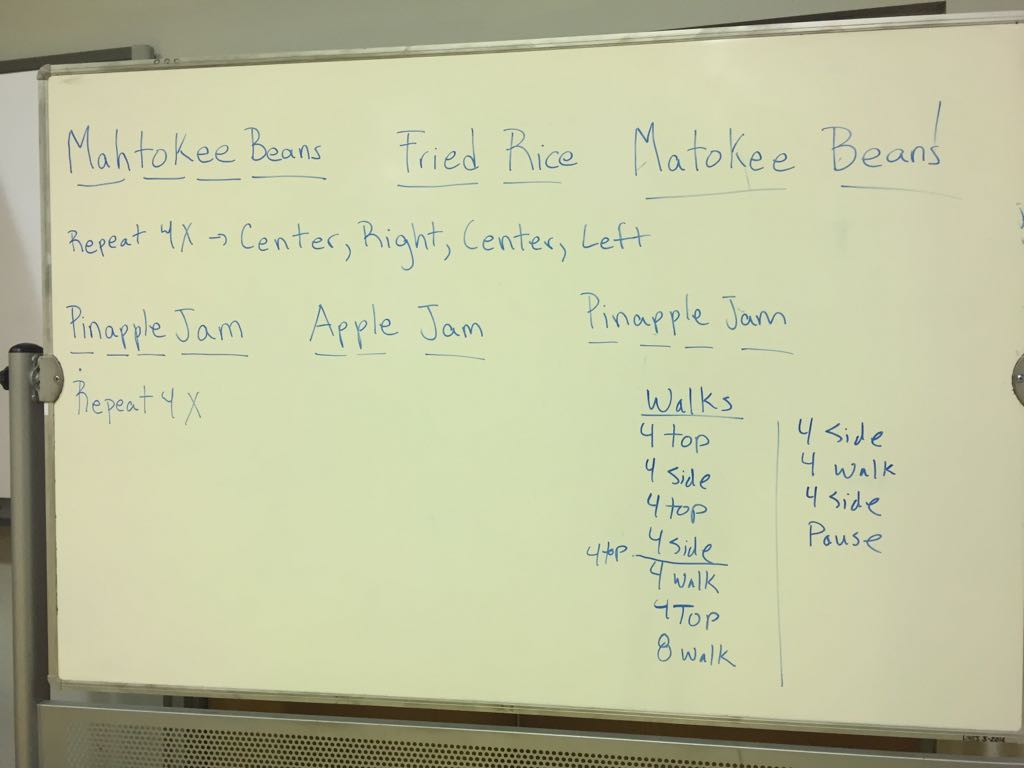 Mahtokee Beans Fried Rice Matokee Beans!
Repeat 4X → Center, Right, Center, Left
Pinapple Jam Apple Jam Pinapple Jam
Repeat 4X
Walks
4 top
4 side
4 top
4 side
4 top
4 walk
4 Top
8 walk
4 side
4 walk
4 side
Pause